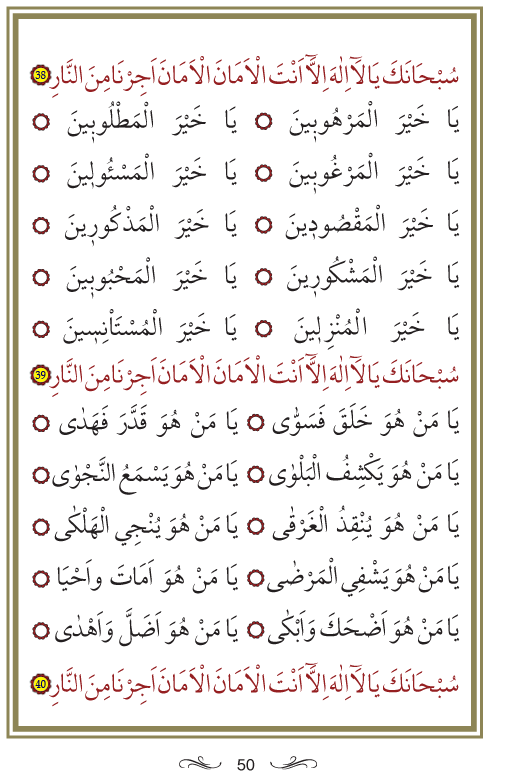 سُبْحَانَكَ يَا لَآ اِلٰهَ اِلَّآ اَنْتَ الْاَمَانَ الْاَمَانَ اَجِرْنَا مِنَ النَّارِ 38
يَا خَيْرَ الْمَرْهُوبِينَ يَا خَيْرَ الْمَطْلُوبِينَ
يَا خَيْرَ الْمَرْغُوبِينَ يَا خَيْرَ الْمَسْئُولِينَ
يَا خَيْرَ الْمَقْصُودِينَ يَا خَيْرَ الْمَذْكُورِينَ
يَا خَيْرَ الْمَشْكُورِينَ يَا خَيْرَ الْمَحْبُوبِينَ
يَا خَيْرَ الْمُنْزِلِينَ يَا خَيْرَ الْمُسْتَاْنِسِينَ
سُبْحَانَكَ يَا لَآ اِلٰهَ اِلَّآ اَنْتَ الْاَمَانَ الْاَمَانَ اَجِرْنَا مِنَ النَّارِ 39
يَا مَنْ هُوَ خَلَقَ فَسَوّٰى يَا مَنْ هُوَ قَدَّرَ فَهَدٰى
يَا مَنْ هُوَ يَكْشِفُ الْبَلْوٰى يَا مَنْ هُوَ يَسْمَعُ النَّجْوٰى
يَا مَنْ هُوَ يُنْقِذُ الْغَرْقٰى يَا مَنْ هُوَ يُنْجِي الْهَلْكٰى
يَا مَنْ هُوَ يَشْفِي الْمَرْضٰى يَا مَنْ هُوَ اَمَاتَ واَحْيَا
يَا مَنْ هُوَ اَضْحَكَ وَاَبْكٰى يَا مَنْ هُوَ اَضَلَّ وَاَهْدٰى
سُبْحَانَكَ يَا لَآ اِلٰهَ اِلَّآ اَنْتَ الْاَمَانَ الْاَمَانَ اَجِرْنَا مِنَ النَّارِ 40
50